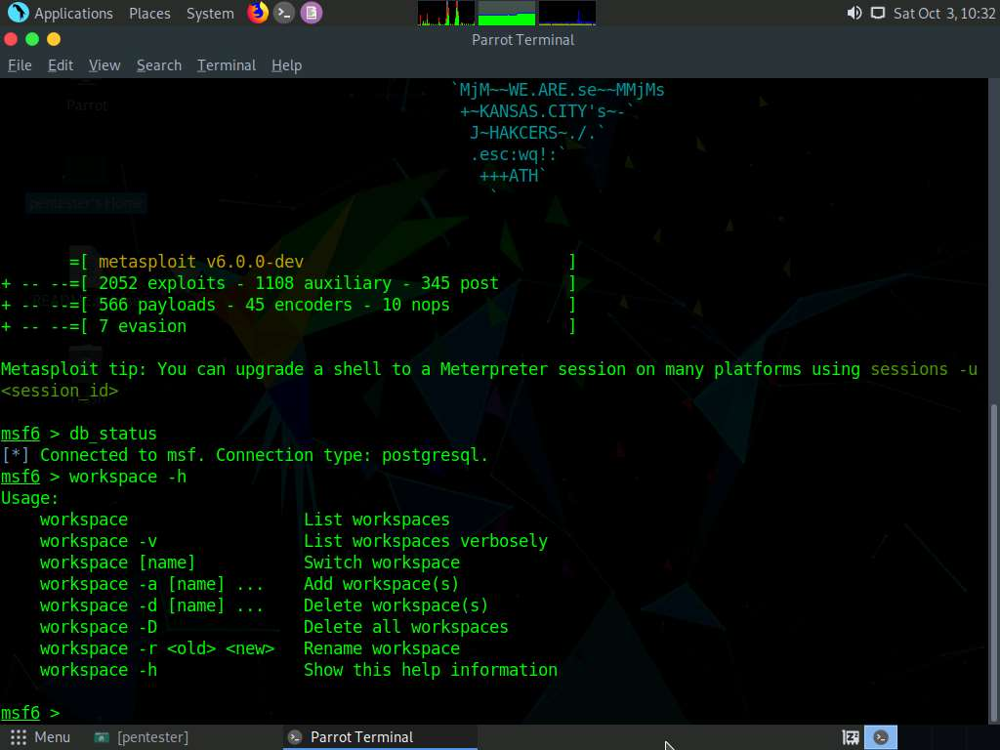 Applications Places System Sat Oct 3, 10:32
Parrot Terminal
File Edit View Search Terminal Help
Parrot
`MjM~~WE.ARE.se~~MMjMs
+~KANSAS.CITY's~-`
J~HAKCERS~./.`
.esc:wq!:`
+++ATH`
`
pentester's Home
=[ metasploit v6.0.0-dev ]
+ -- --=[ 2052 exploits - 1108 auxiliary - 345 post ]
+ -- --=[ 566 payloads - 45 encoders - 10 nops ]
+ -- --=[ 7 evasion ]
Metasploit tip: You can upgrade a shell to a Meterpreter session on many platforms using sessions -u
<session_id>
msf6 > db_status
[*] Connected to msf. Connection type: postgresql.
msf6 > workspace -h
Usage:
workspace List workspaces
workspace -v List workspaces verbosely
workspace [name] Switch workspace
workspace -a [name] ... Add workspace(s)
workspace -d [name] ... Delete workspace(s)
workspace -D Delete all workspaces
workspace -r <old> <new> Rename workspace
workspace -h Show this help information
msf6 >
Menu [pentester] Parrot Terminal